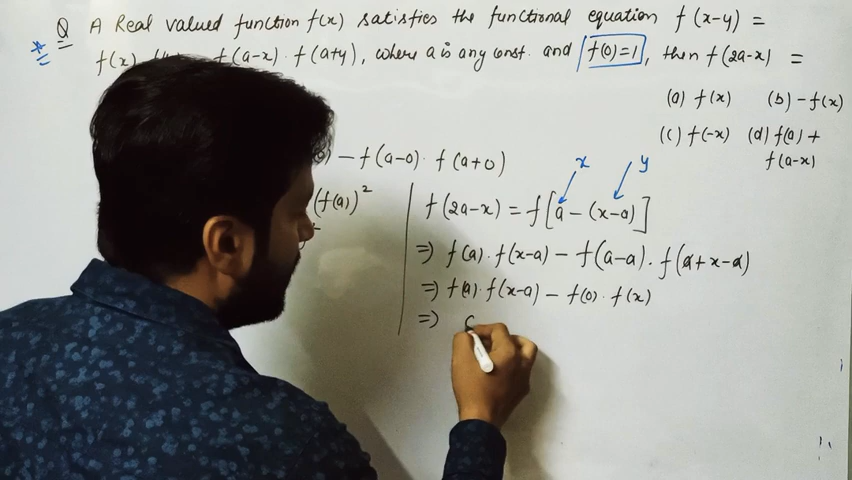 Q A Real valued function f(x) satisfies the functional equation f(x-y) =
f(x) f(a-x) · f(a+y), where a is any const. and f(0)=1, then f(2a-x) =
(a) f(x) (b) -f(x)
(c) f(-x) (d) f(a) +
f(a-x)
- f(a-0) · f(a+0)
(f(a))²
x y
f(2a-x) = f[a-(x-a)]
⇒ f(a) · f(x-a) - f(a-a) · f(a+x-a)
⇒ f(a) · f(x-a) - f(0) · f(x)
⇒